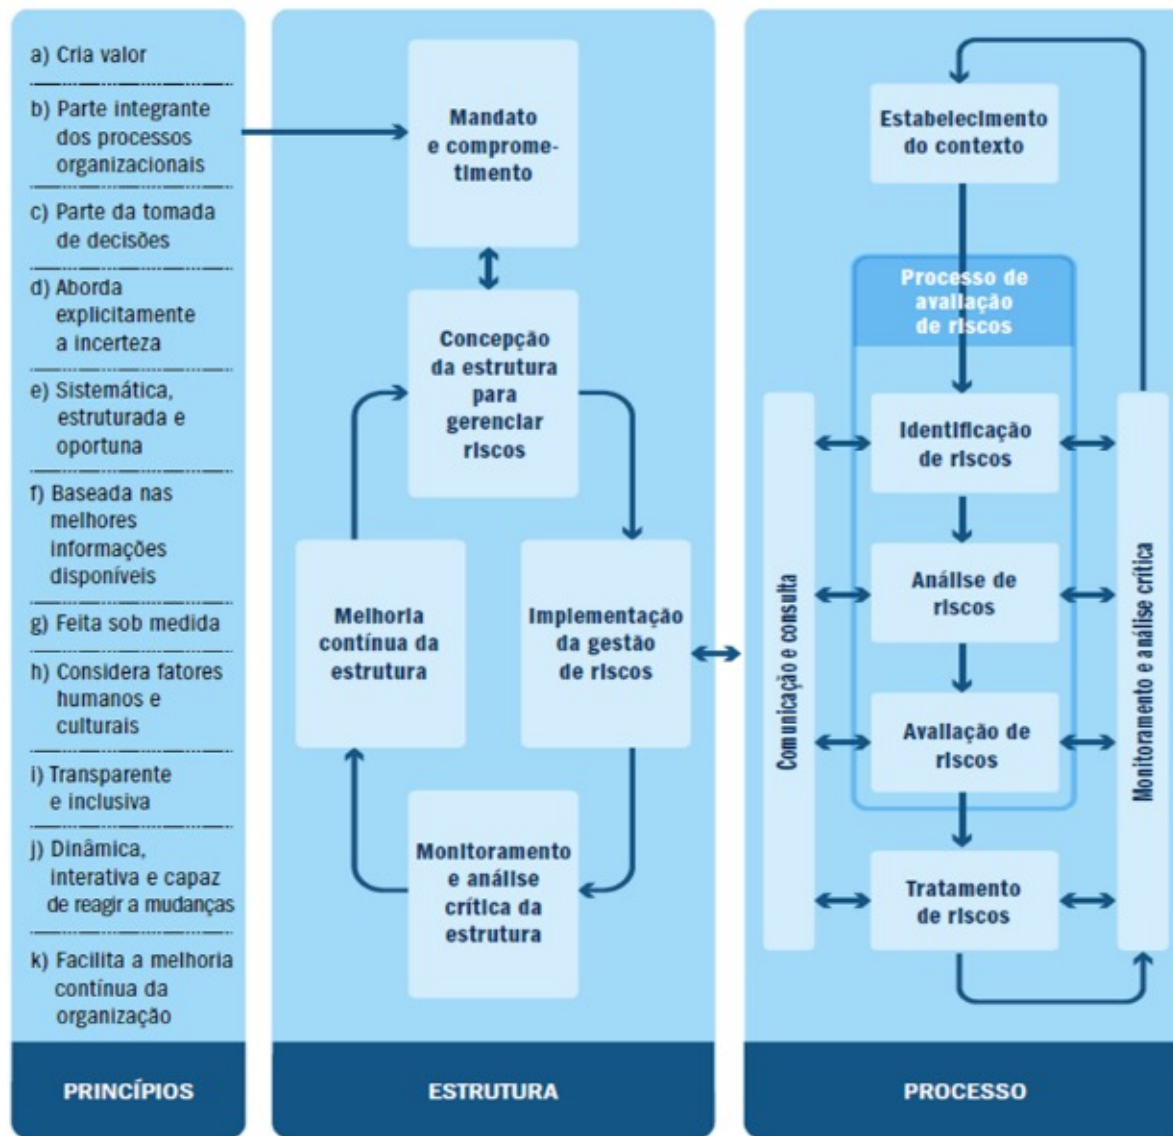 a) Cria valor
b) Parte integrante
dos processos
organizacionais
c) Parte da tomada
de decisões
d) Aborda
explicitamente
a incerteza
e) Sistemática,
estruturada e
oportuna
f) Baseada nas
melhores
informações
disponíveis
g) Feita sob medida
h) Considera fatores
humanos e
culturais
i) Transparente
e inclusiva
j) Dinâmica,
interativa e capaz
de reagir a mudanças
k) Facilita a melhoria
contínua da
organização
PRINCÍPIOS
Mandato
e comprome-
timento
Concepção
da estrutura
para
gerenciar
riscos
Melhoria
contínua da
estrutura
Implementação
da gestão
de riscos
Monitoramento
e análise
crítica da
estrutura
ESTRUTURA
Estabelecimento
do contexto
Processo de
avaliação
de riscos
Comunicação e consulta
Identificação
de riscos
Análise de
riscos
Avaliação de
riscos
Tratamento
de riscos
Monitoramento e análise crítica
PROCESSO